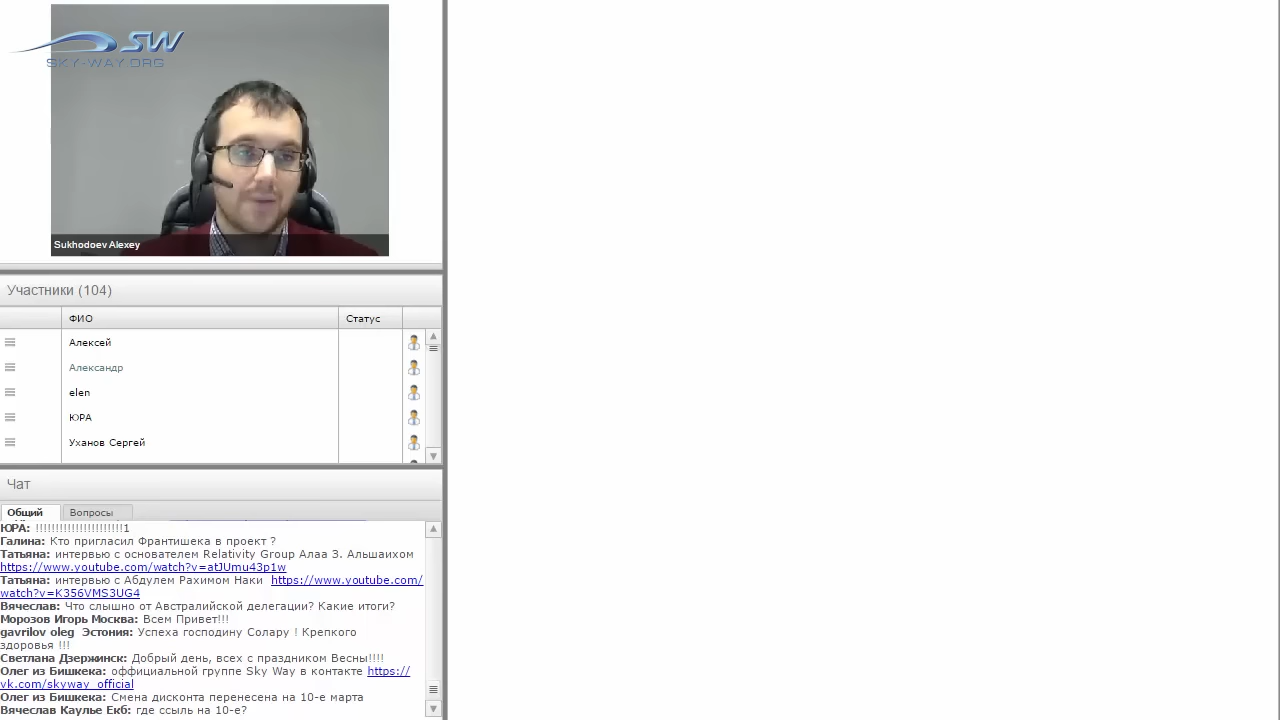 SW
SKY-WAY.ORG
Sukhodoev Alexey
Участники (104)
ФИО Статус
Алексей
Александр
elen
ЮРА
Уханов Сергей
Чат
Общий Вопросы
ЮРА: !!!!!!!!!!!!!!!!!!!!!!1
Галина: Кто пригласил Франтишека в проект ?
Татьяна: интервью с основателем Relativity Group Алаа З. Альшаихом
https://www.youtube.com/watch?v=atJUmu43p1w
Татьяна: интервью с Абдулем Рахимом Наки https://www.youtube.com/
watch?v=K356VMS3UG4
Вячеслав: Что слышно от Австралийской делегации? Какие итоги?
Морозов Игорь Москва: Всем Привет!!!
gavrilov oleg Эстония: Успеха господину Солару ! Крепкого
здоровья !!!
Светлана Дзержинск: Добрый день, всех с праздником Весны!!!!
Олег из Бишкека: оффициальной группе Sky Way в контакте https://
vk.com/skyway_official
Олег из Бишкека: Смена дисконта перенесена на 10-е марта
Вячеслав Каулье Екб: где ссыль на 10-е?